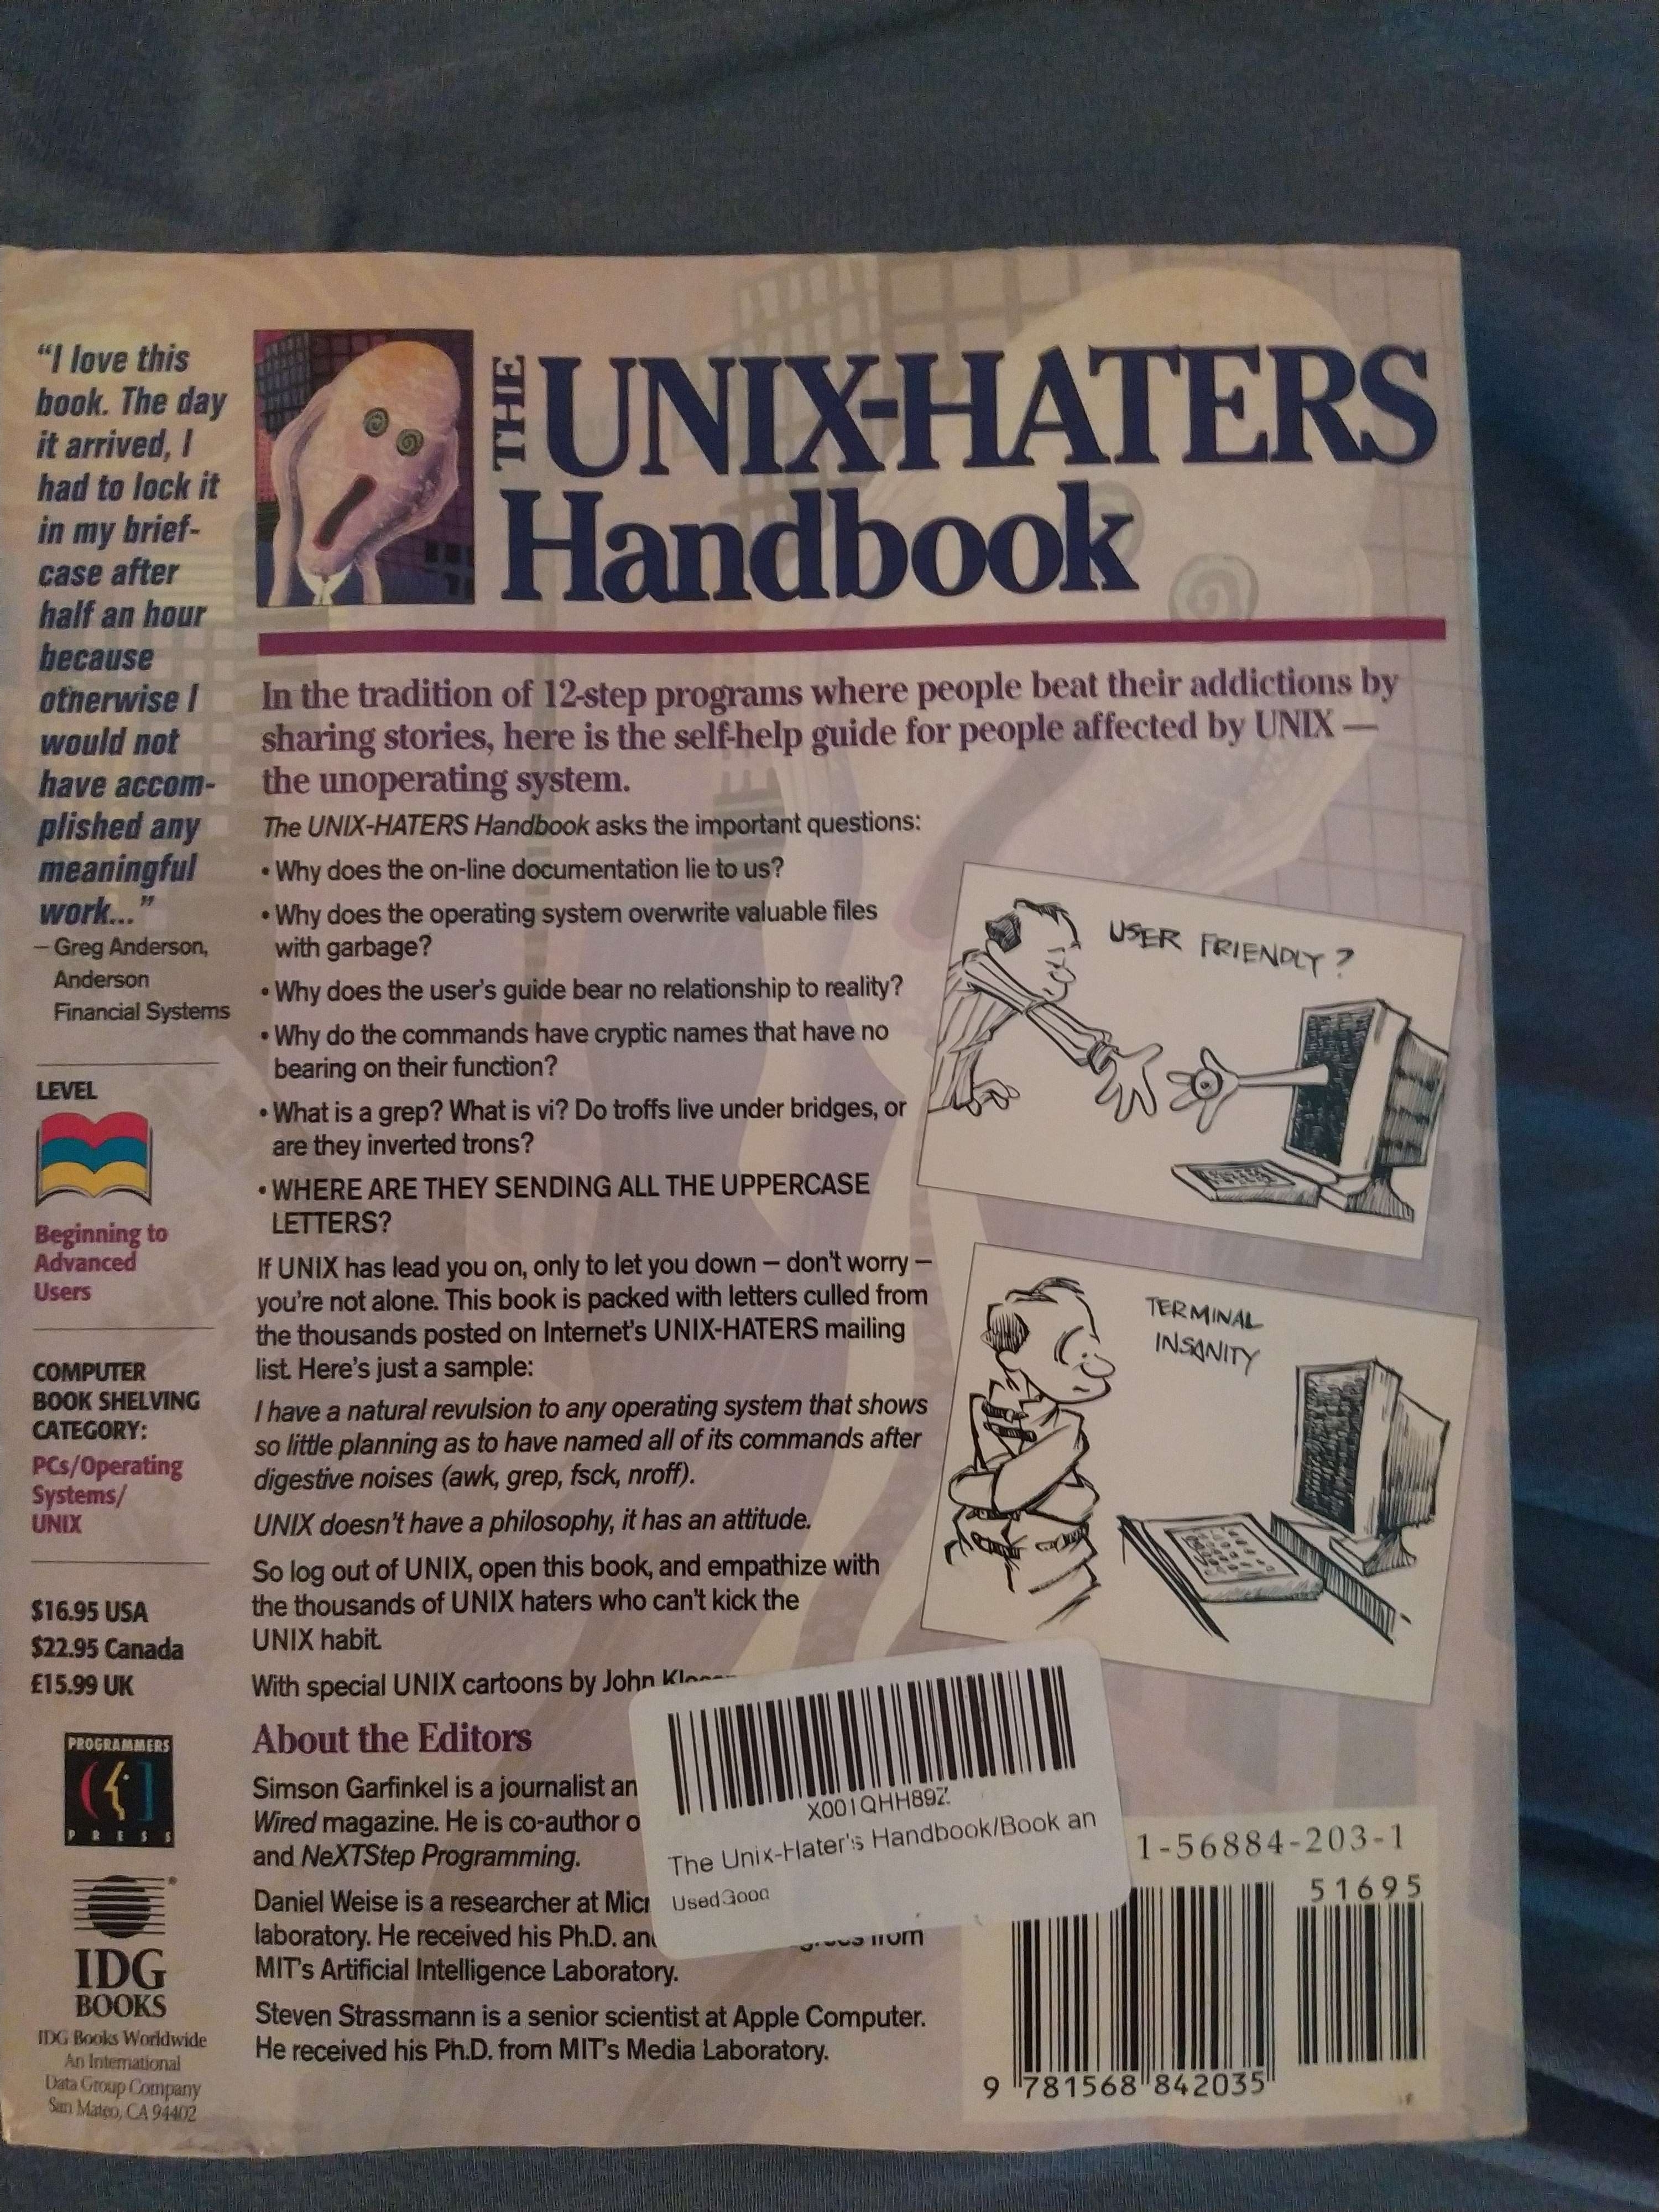 "I love this
book. The day
it arrived, I
had to lock it
in my brief-
case after
half an hour
because
otherwise I
would not
have accom-
plished any
meaningful
work..."
– Greg Anderson,
Anderson
Financial Systems
LEVEL
Beginning to
Advanced
Users
COMPUTER
BOOK SHELVING
CATEGORY:
PCs/Operating
Systems/
UNIX
$16.95 USA
$22.95 Canada
£15.99 UK
PROGRAMMERS
PRESS
IDG
BOOKS
IDG Books Worldwide
An International
Data Group Company
San Mateo, CA 94402
THE UNIX-HATERS
Handbook
In the tradition of 12-step programs where people beat their addictions by
sharing stories, here is the self-help guide for people affected by UNIX —
the unoperating system.
The UNIX-HATERS Handbook asks the important questions:
• Why does the on-line documentation lie to us?
• Why does the operating system overwrite valuable files
with garbage?
• Why does the user's guide bear no relationship to reality?
• Why do the commands have cryptic names that have no
bearing on their function?
• What is a grep? What is vi? Do troffs live under bridges, or
are they inverted trons?
• WHERE ARE THEY SENDING ALL THE UPPERCASE
LETTERS?
If UNIX has lead you on, only to let you down – don't worry –
you're not alone. This book is packed with letters culled from
the thousands posted on Internet's UNIX-HATERS mailing
list. Here's just a sample:
I have a natural revulsion to any operating system that shows
so little planning as to have named all of its commands after
digestive noises (awk, grep, fsck, nroff).
UNIX doesn't have a philosophy, it has an attitude.
So log out of UNIX, open this book, and empathize with
the thousands of UNIX haters who can't kick the
UNIX habit.
With special UNIX cartoons by John
About the Editors
Simson Garfinkel is a journalist
Wired magazine. He is co-author
and NeXTStep Programming.
Daniel Weise is a researcher at
laboratory. He received his Ph.D.
from
MIT's Artificial Intelligence Laboratory.
Steven Strassmann is a senior scientist at Apple Computer.
He received his Ph.D. from MIT's Media Laboratory.
USER FRIENDLY?
TERMINAL
INSANITY
X001QHH89Z
The Unix-Hater's Handbook/Book an
Used Good
1-56884-203-1
51695
9 781568 842035